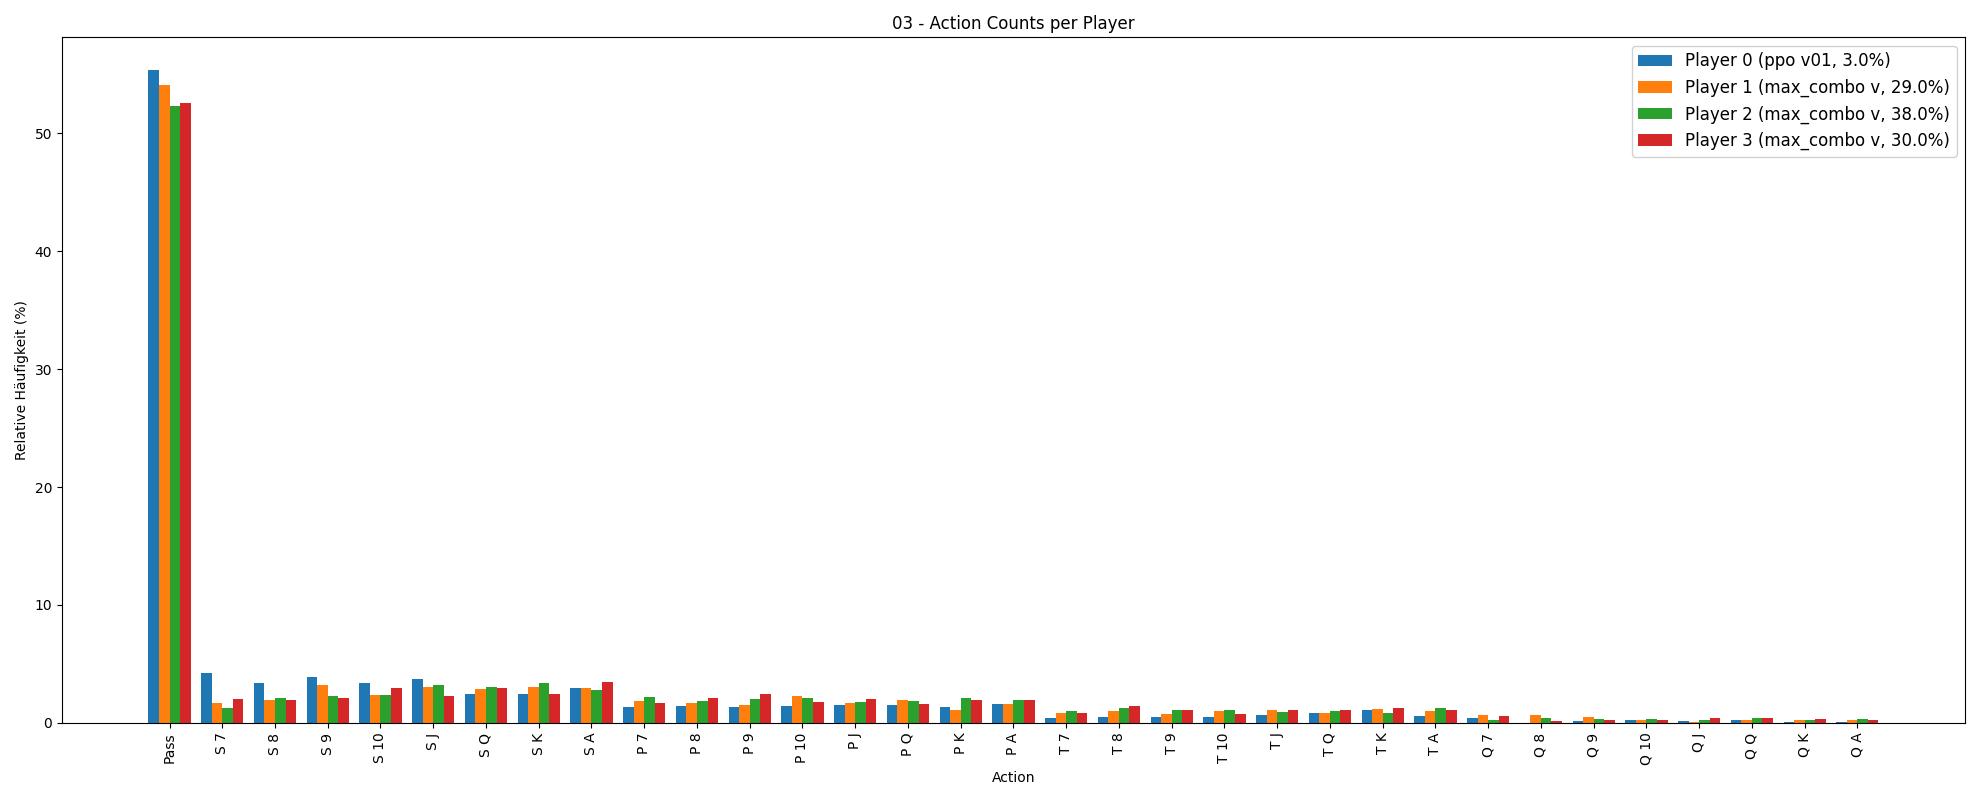 03 - Action Counts per Player
Player 0 (ppo v01, 3.0%)
Player 1 (max_combo v, 29.0%)
Player 2 (max_combo v, 38.0%)
Player 3 (max_combo v, 30.0%)
Relative Häufigkeit (%)
50
40
30
20
10
0
Pass
S 7
S 8
S 9
S 10
S J
S Q
S K
S A
P 7
P 8
P 9
P 10
P J
P Q
P K
P A
T 7
T 8
T 9
T 10
T J
T Q
T K
T A
Q 7
Q 8
Q 9
Q 10
Q J
Q Q
Q K
Q A
Action